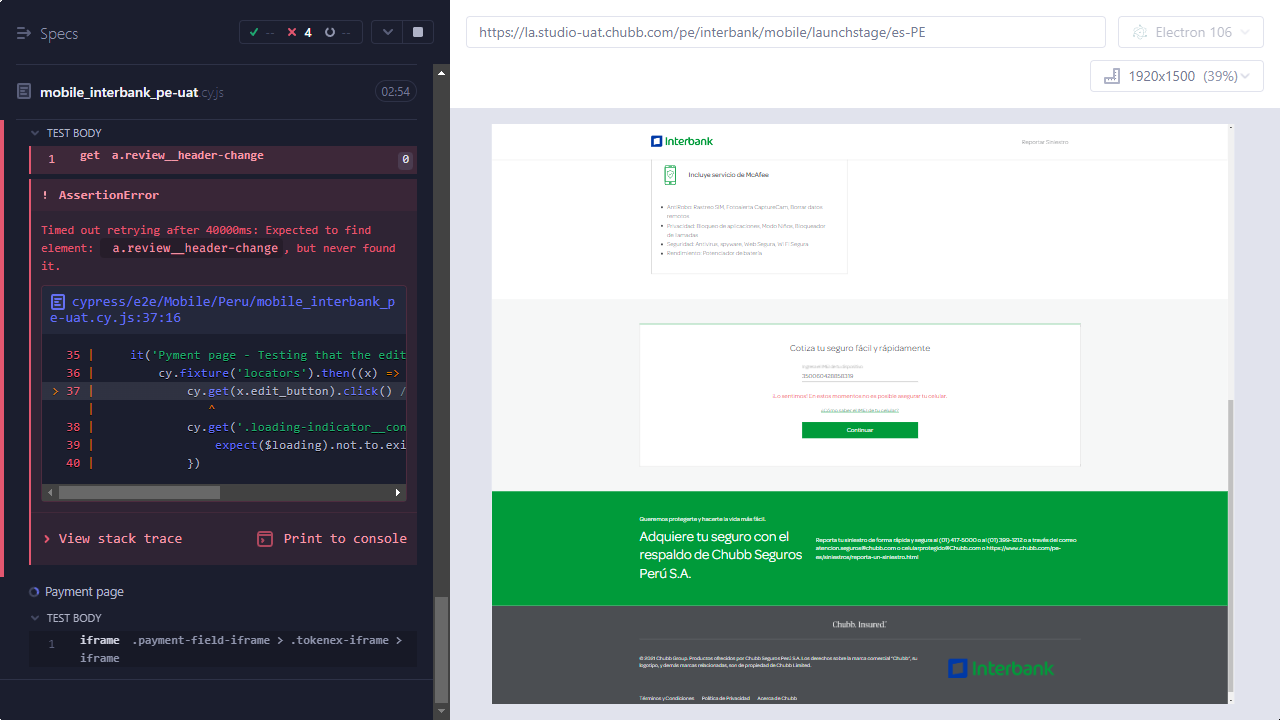 Specs
--
4
--
mobile_interbank_pe-uat.cy.js
02:54
TEST BODY
1 get a.review__header-change 0
! AssertionError
Timed out retrying after 40000ms: Expected to find
element: a.review__header-change, but never found
it.
cypress/e2e/Mobile/Peru/mobile_interbank_p
e-uat.cy.js:37:16
35 | it('Pyment page - Testing that the edit
36 | cy.fixture('locators').then((x) =>
> 37 | cy.get(x.edit_button).click() /
| ^
38 | cy.get('.loading-indicator__con
39 | expect($loading).not.to.exi
40 | })
> View stack trace
Print to console
Payment page
TEST BODY
1 iframe .payment-field-iframe > .tokenex-iframe >
iframe
https://la.studio-uat.chubb.com/pe/interbank/mobile/launchstage/es-PE
Electron 106
1920x1500 (39%)
Interbank
Reportar Siniestro
Incluye servicio de McAfee
Anti Robo: Rastreo SIM, Fotoalerta CaptureCam, Borrar datos
remotos
Privacidad: Bloqueo de aplicaciones, Modo Niños, Bloqueador
de llamadas
Seguridad: Antivirus, spyware, Web Segura, Wi Fi Segura
Rendimiento: Potenciador de batería
Cotiza tu seguro fácil y rápidamente
350060428858319
¡Lo sentimos! En estos momentos no es posible asegurar tu celular.
¿Cómo saber el IMEI de tu celular?
Continuar
Queremos protegerte y hacerte la vida más fácil.
Adquiere tu seguro con el
respaldo de Chubb Seguros
Perú S.A.
Reporta tu siniestro de forma rápida y segura al (01) 417-5000 o al (01) 399-1212 o a través del correo
atencion.seguros@chubb.com o celularprotegido@Chubb.com o https://www.chubb.com/pe-
es/siniestros/reporta-un-siniestro.html
Chubb. Insured.
© 2021 Chubb Group. Productos ofrecidos por Chubb Seguros Perú S.A. Los derechos sobre la marca comercial "Chubb", su
logotipo, y demás marcas relacionadas, son de propiedad de Chubb Limited.
Interbank
Términos y Condiciones Política de Privacidad Acerca de Chubb